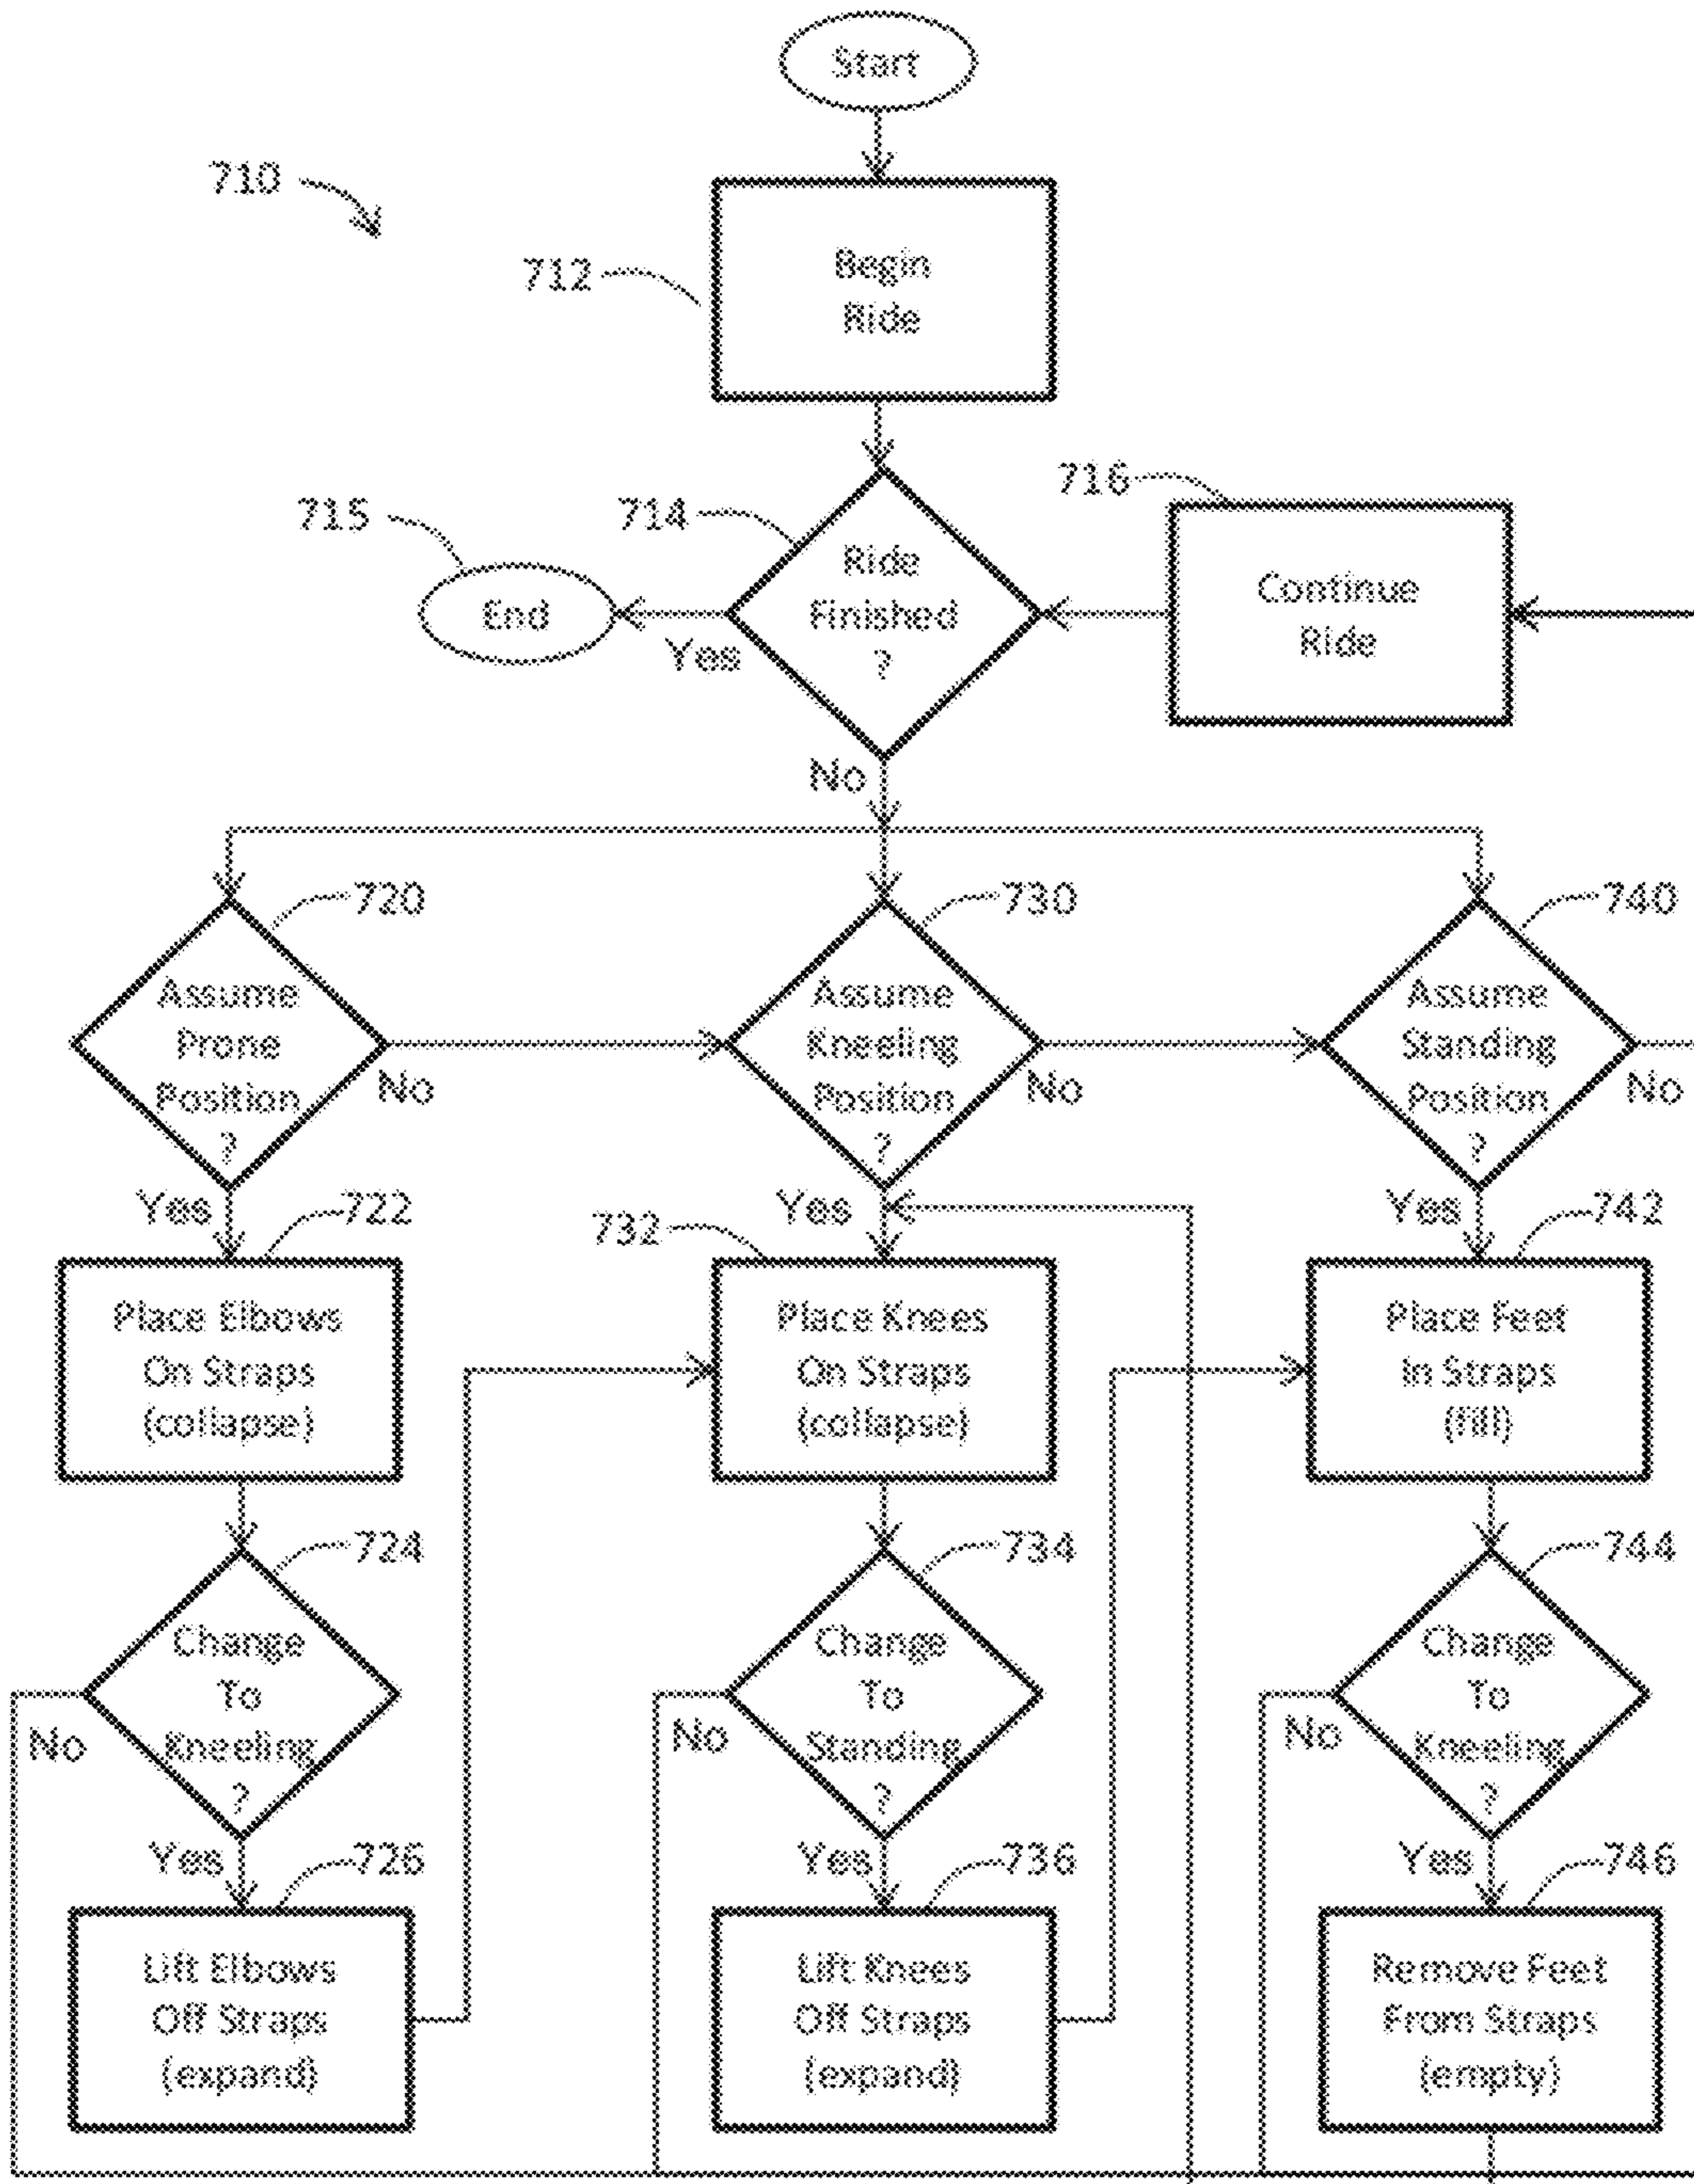 Start
710
712
Begin
Ride
715
714
716
Ride
Finished
?
End
Yes
Continue
Ride
No
720
730
740
Assume
Prone
Position
?
No
Assume
Kneeling
Position
?
No
Assume
Standing
Position
?
No
Yes
722
732
Yes
Yes
742
Place Elbows
On Straps
(collapse)
Place Knees
On Straps
(collapse)
Place Feet
In Straps
(fill)
724
734
744
Change
To
Kneeling
?
No
Change
To
Standing
?
No
Change
To
Kneeling
?
No
Yes
726
Yes
736
Yes
746
Lift Elbows
Off Straps
(expand)
Lift Knees
Off Straps
(expand)
Remove Feet
From Straps
(empty)